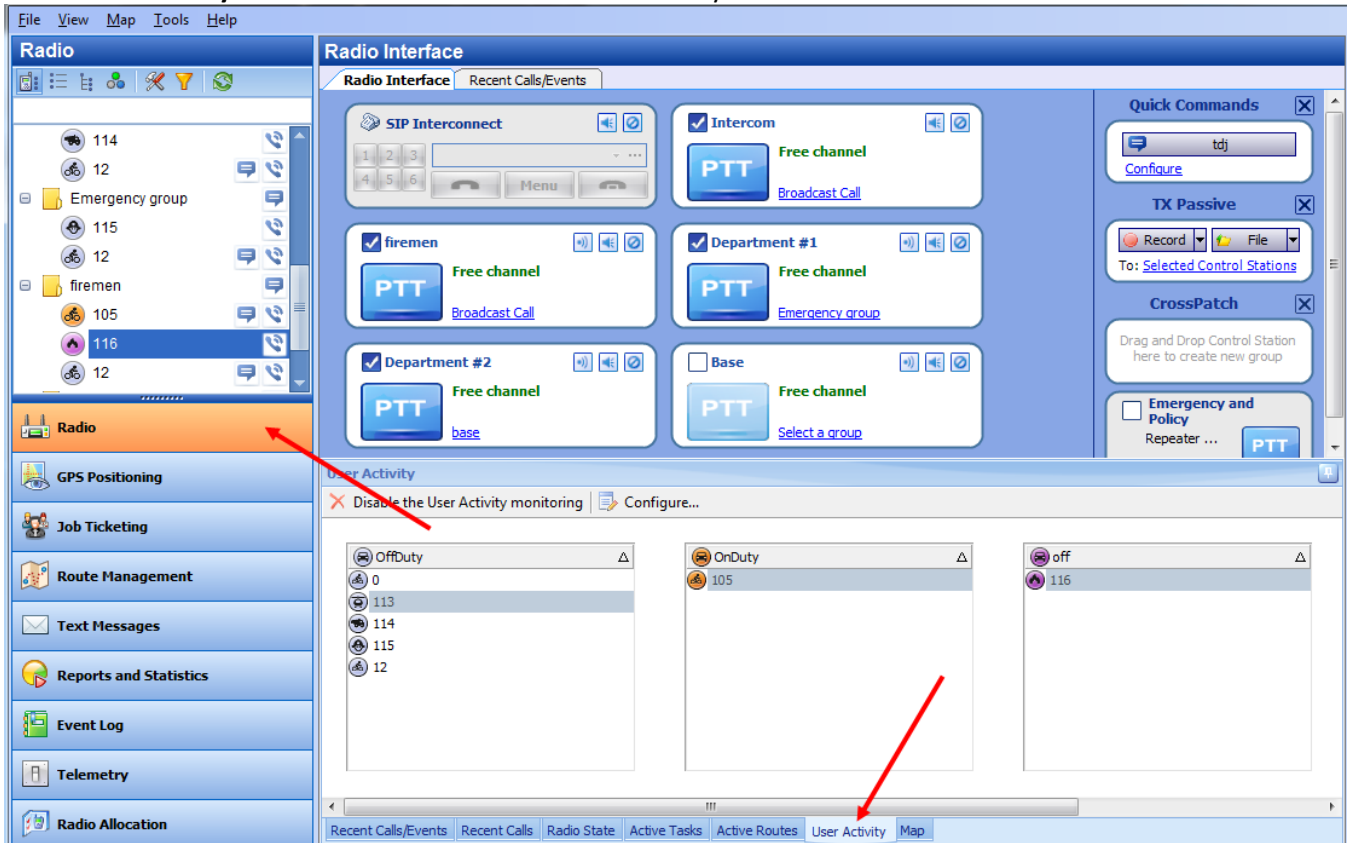 File View Map Tools Help
Radio
114
12
Emergency group
115
12
firemen
105
116
12
Radio
GPS Positioning
Job Ticketing
Route Management
Text Messages
Reports and Statistics
Event Log
Telemetry
Radio Allocation
Radio Interface
Radio Interface Recent Calls/Events
SIP Interconnect
1 2 3
4 5 6 Menu
Intercom
PTT
Free channel
Broadcast Call
firemen
PTT
Free channel
Broadcast Call
Department #1
PTT
Free channel
Emergency group
Department #2
PTT
Free channel
base
Base
PTT
Free channel
Select a group
Quick Commands
tdj
Configure
TX Passive
Record File
To: Selected Control Stations
CrossPatch
Drag and Drop Control Station
here to create new group
Emergency and
Policy
Repeater ...
PTT
User Activity
Disable the User Activity monitoring Configure...
OffDuty
0
113
114
115
12
OnDuty
105
off
116
Recent Calls/Events Recent Calls Radio State Active Tasks Active Routes User Activity Map